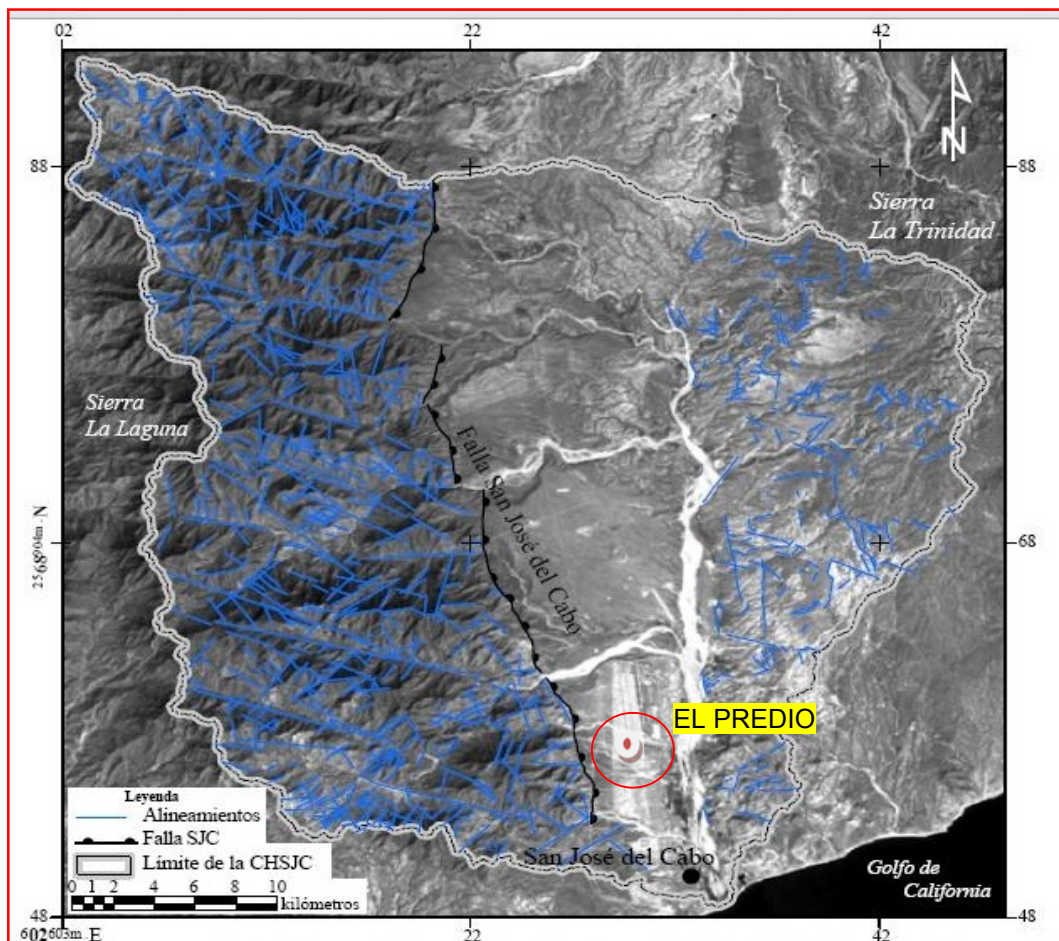 02
22
42
88
88
Sierra
La Trinidad
N
Sierra
La Laguna
Falla San José del Cabo
68
N
68
EL PREDIO
Leyenda
Alineamientos
Falla SJC
Límite de la CHSJC
0 1 2 4 6 8 10
kilómetros
San José del Cabo
Golfo de
California
48
48
E
22
42